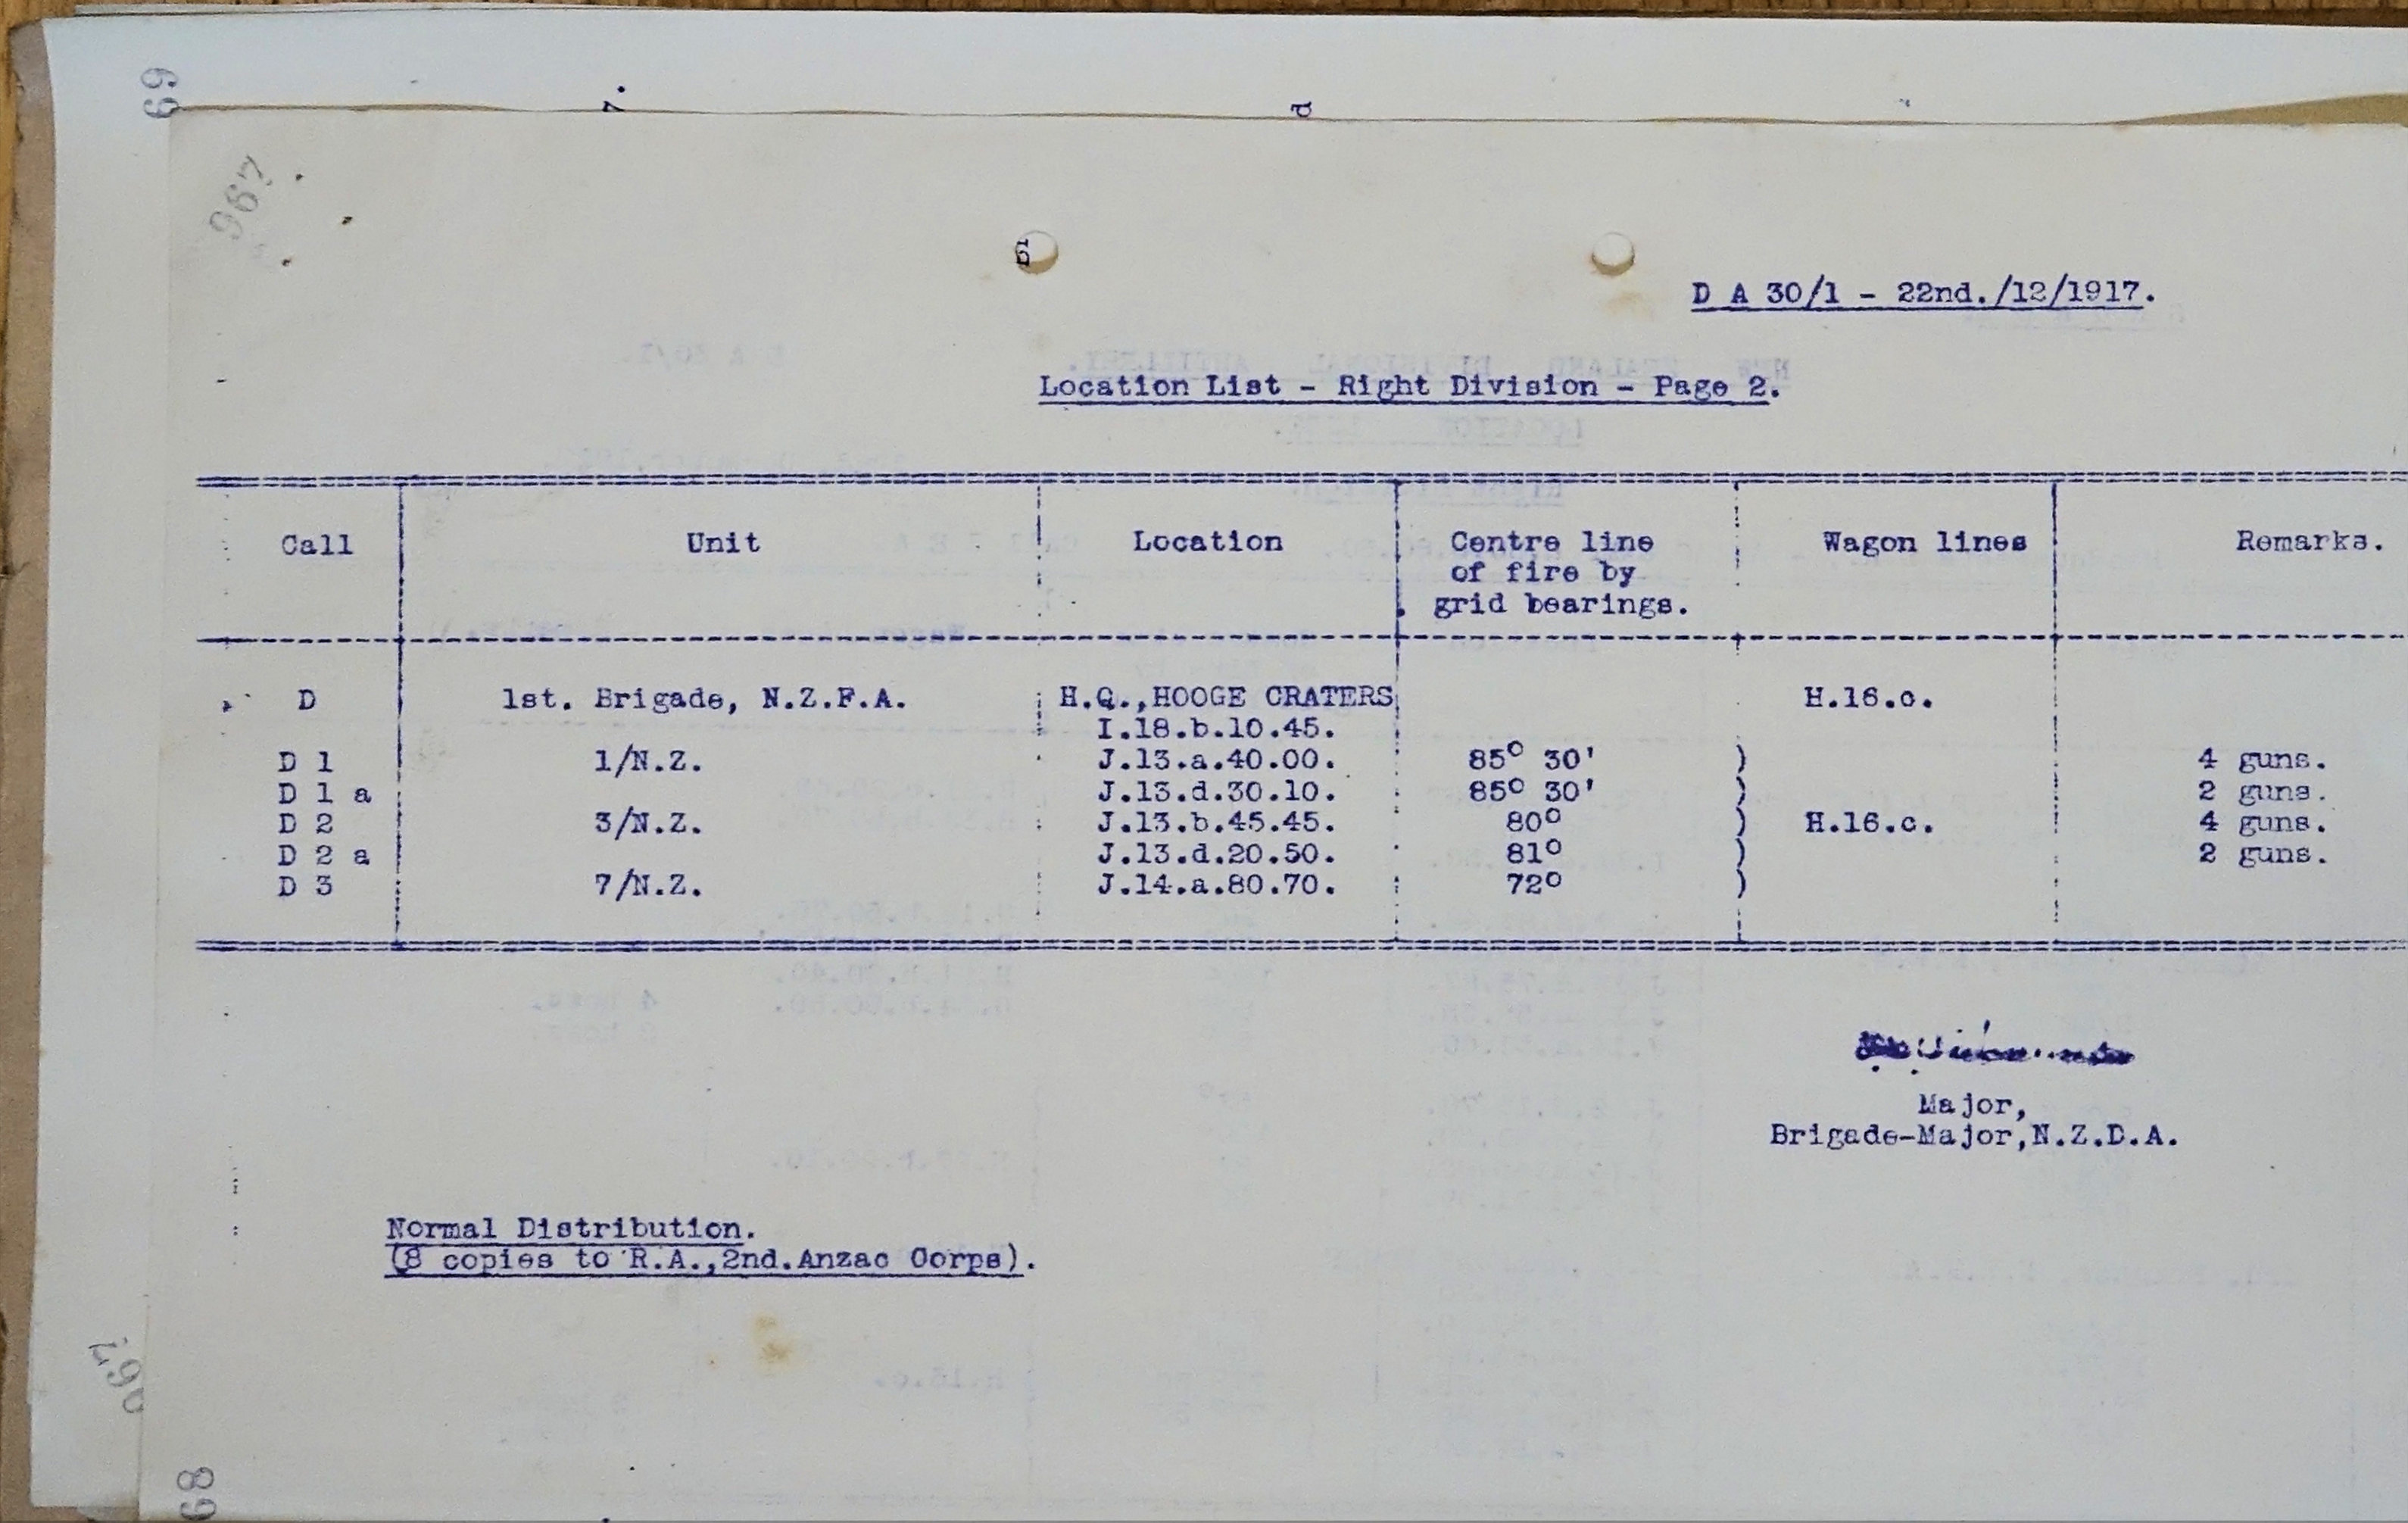 69
7.
d
967
6
D A 30/1 - 22nd./12/1917.
Location List - Right Division - Page 2.
Call Unit Location Centre line of fire by grid bearings. Wagon lines Remarks.
D 1st. Brigade, N.Z.F.A. H.Q.,HOOGE CRATERS H.16.c.
I.18.b.10.45.
D 1 1/N.Z. J.13.a.40.00. 85° 30' ) 4 guns.
D 1 a J.13.d.30.10. 85° 30' ) 2 guns.
D 2 3/N.Z. J.13.b.45.45. 80° ) H.16.c. 4 guns.
D 2 a J.13.d.20.50. 81° ) 2 guns.
D 3 7/N.Z. J.14.a.80.70. 72° )
Major,
Brigade-Major,N.Z.D.A.
Normal Distribution.
(8 copies to R.A.,2nd.Anzac Corps).
68